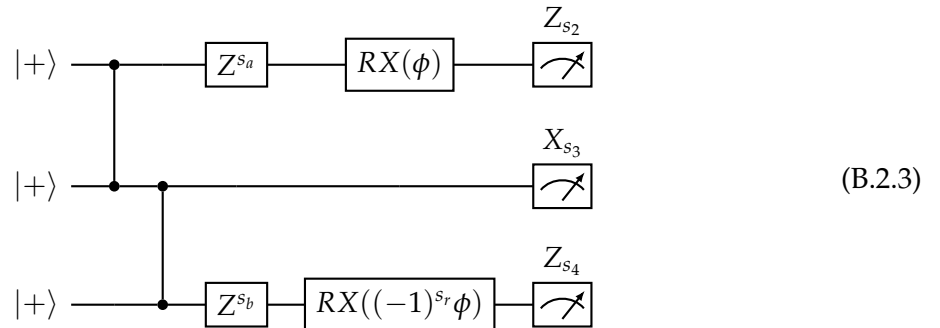 Z_{s_2}
|+⟩ Z^{s_a} RX(ϕ)
X_{s_3}
|+⟩ (B.2.3)
Z_{s_4}
|+⟩ Z^{s_b} RX((−1)^{s_r}ϕ)